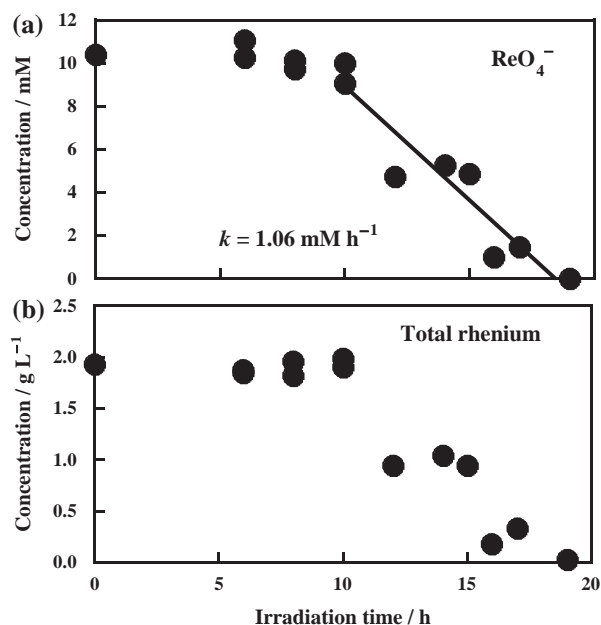 (a)
12
10
8
6
4
2
0
Concentration / mM
ReO₄⁻
k = 1.06 mM h⁻¹
(b)
2.5
2.0
1.5
1.0
0.5
0.0
Concentration / g L⁻¹
Total rhenium
0 5 10 15 20
Irradiation time / h